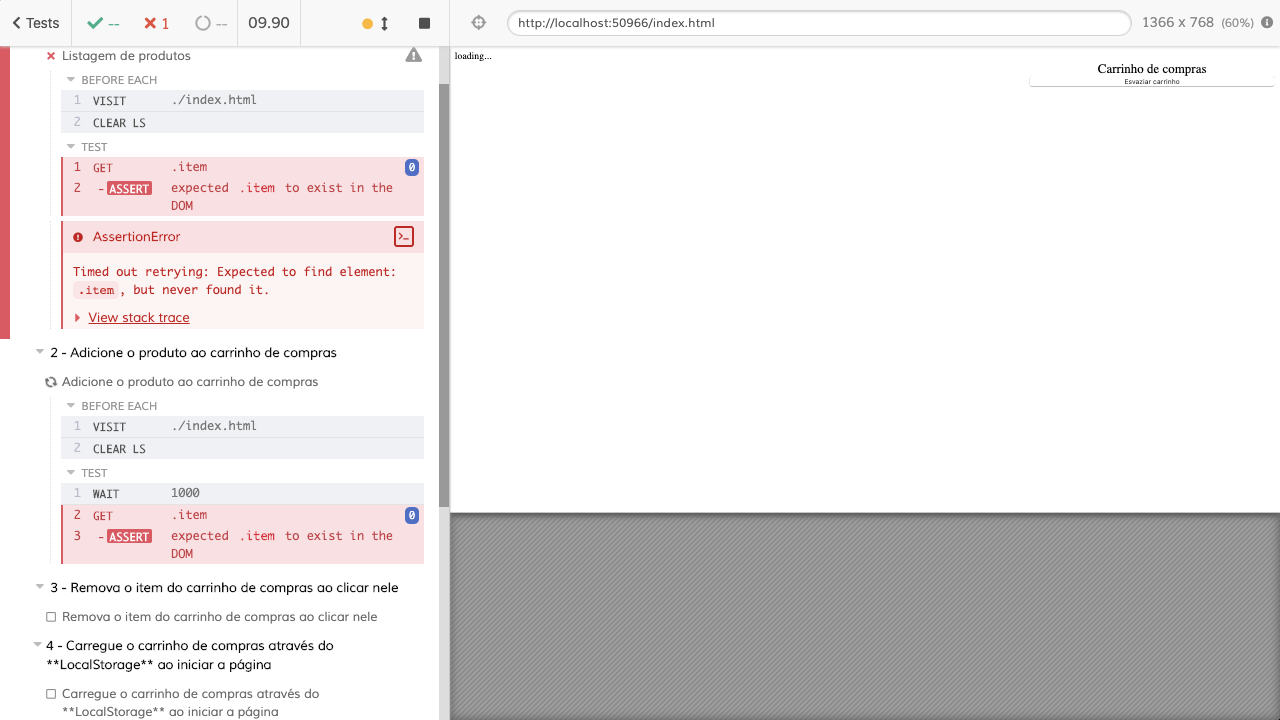 Tests -- 1 -- 09.90 http://localhost:50966/index.html 1366 x 768 (60%)
Listagem de produtos
BEFORE EACH
1 VISIT ./index.html
2 CLEAR LS
TEST
1 GET .item 0
2 -ASSERT expected .item to exist in the
DOM
AssertionError
Timed out retrying: Expected to find element:
.item, but never found it.
View stack trace
2 - Adicione o produto ao carrinho de compras
Adicione o produto ao carrinho de compras
BEFORE EACH
1 VISIT ./index.html
2 CLEAR LS
TEST
1 WAIT 1000
2 GET .item 0
3 -ASSERT expected .item to exist in the
DOM
3 - Remova o item do carrinho de compras ao clicar nele
Remova o item do carrinho de compras ao clicar nele
4 - Carregue o carrinho de compras através do
**LocalStorage** ao iniciar a página
Carregue o carrinho de compras através do
**LocalStorage** ao iniciar a página
loading...
Carrinho de compras
Esvaziar carrinho